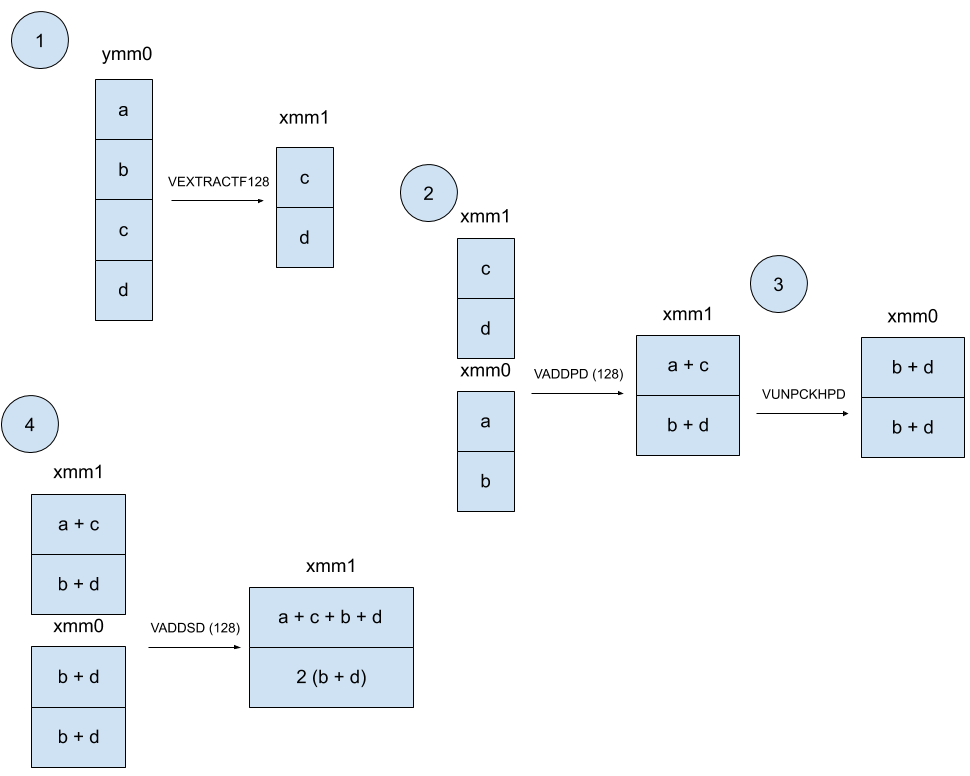 1
ymm0
a
b
c
d
VEXTRACTF128
xmm1
c
d
2
xmm1
c
d
xmm0
a
b
VADDPD (128)
xmm1
a + c
b + d
3
VUNPCKHPD
xmm0
b + d
b + d
4
xmm1
a + c
b + d
xmm0
b + d
b + d
VADDSD (128)
xmm1
a + c + b + d
2 (b + d)